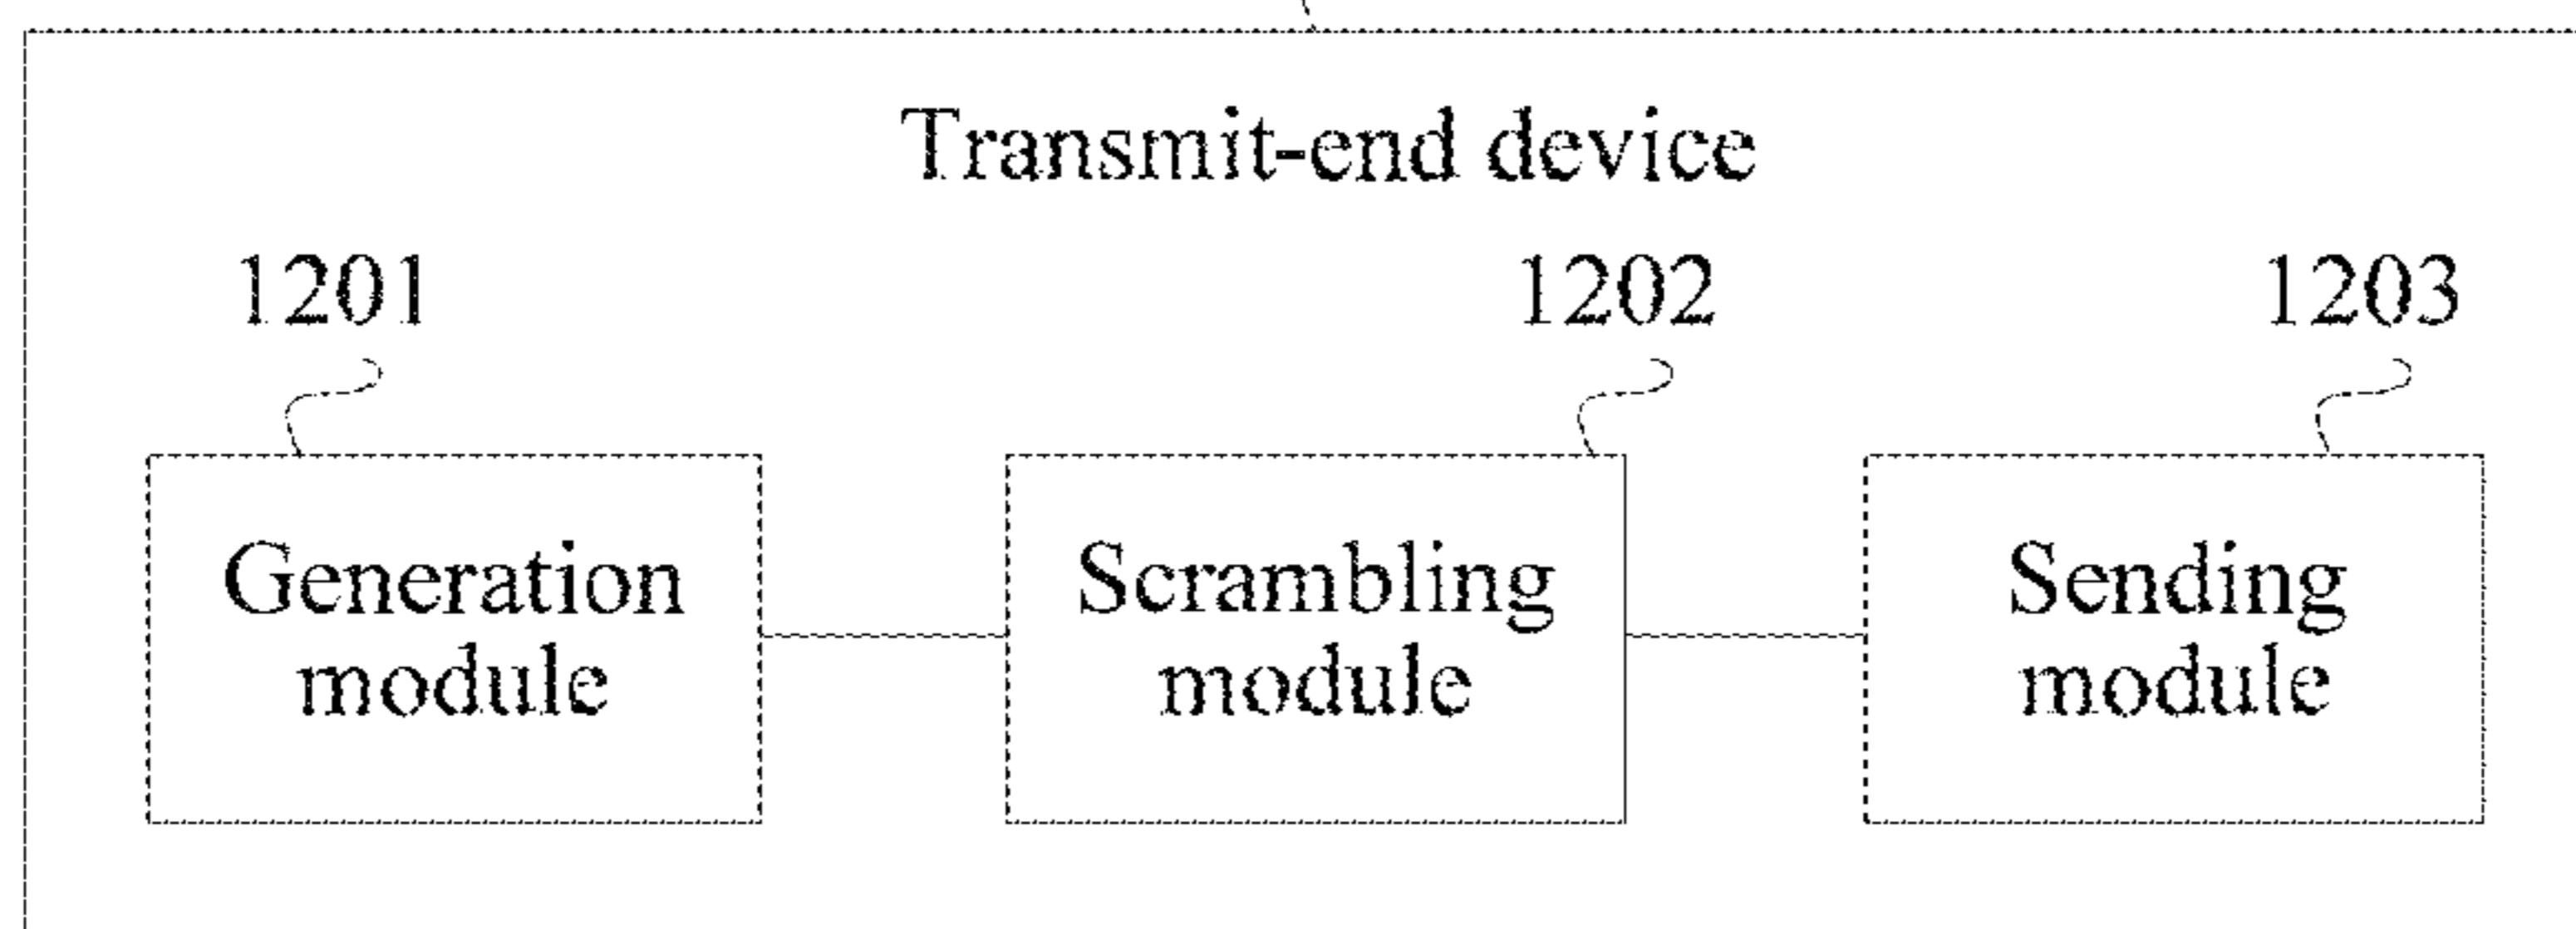 Transmit-end device
1201
1202
1203
Generation
module
Scrambling
module
Sending
module